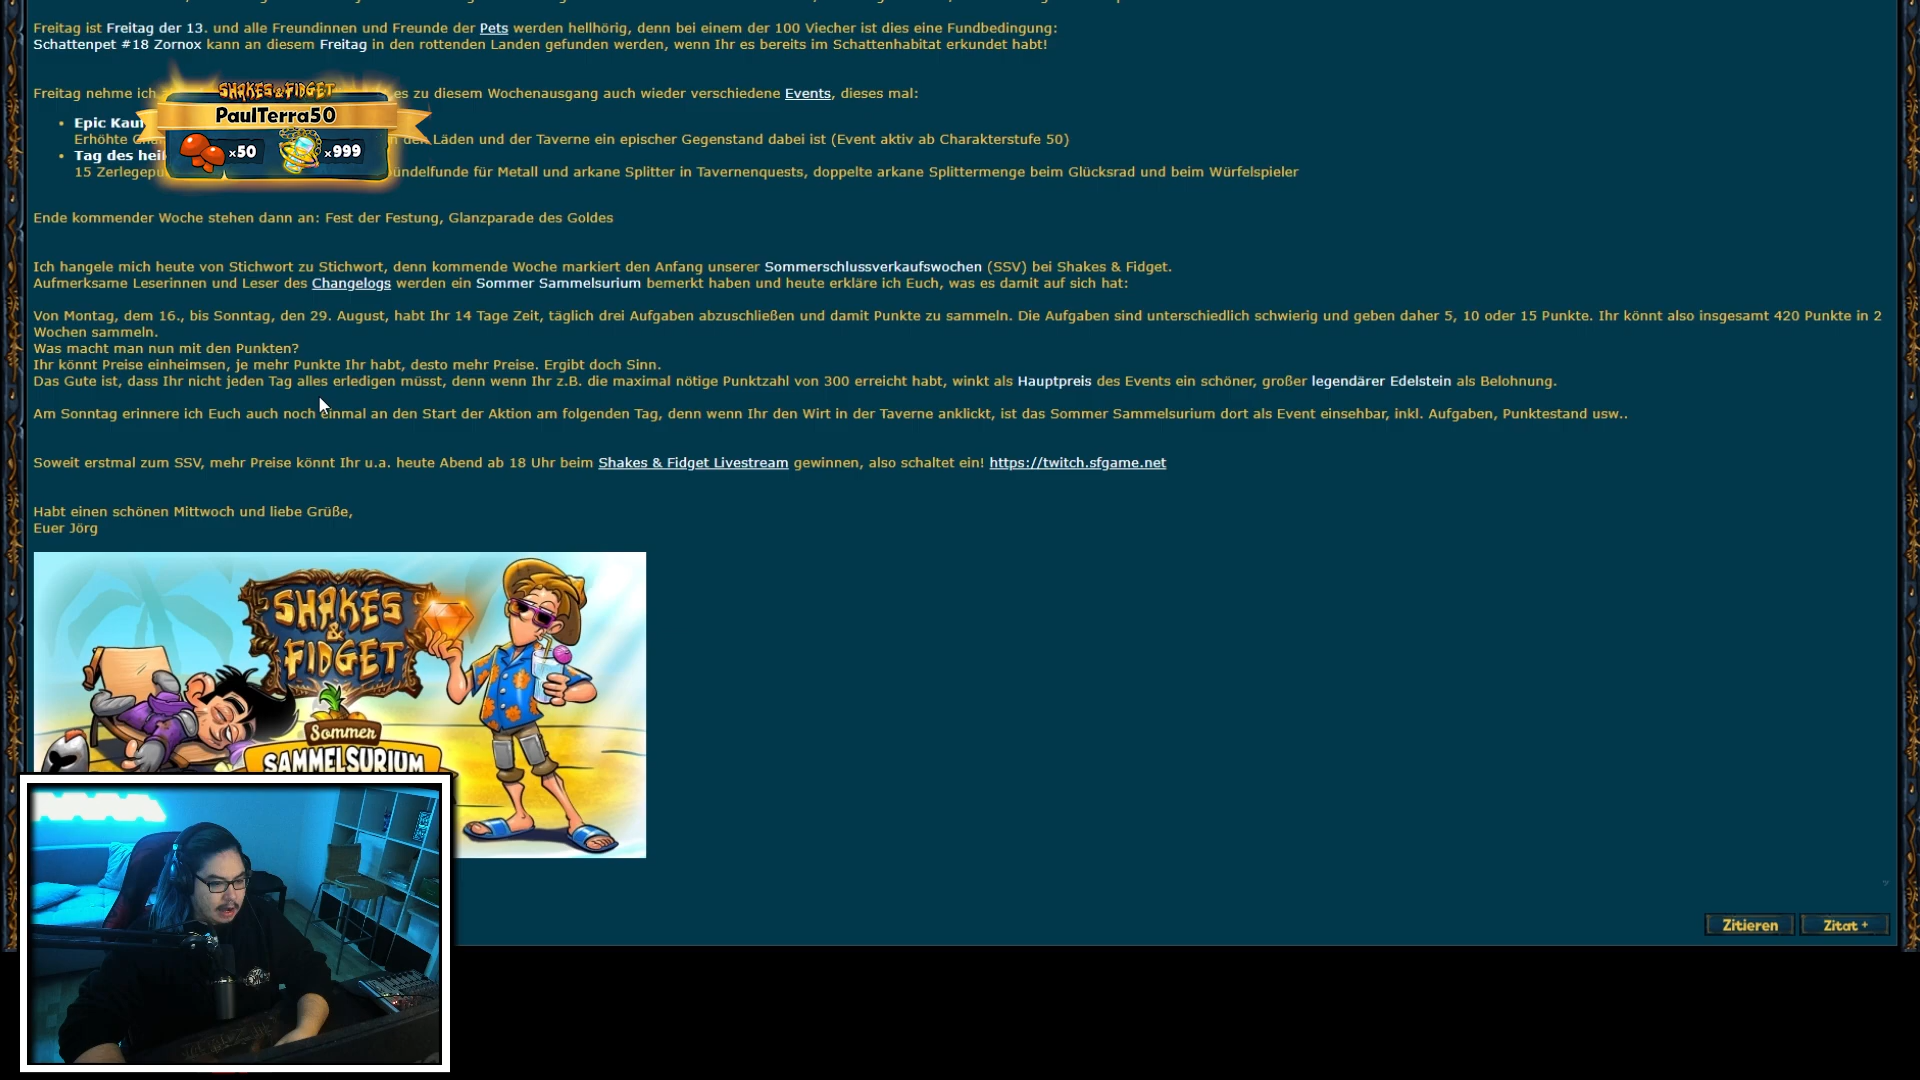 Freitag ist Freitag der 13. und alle Freundinnen und Freunde der Pets werden hellhörig, denn bei einem der 100 Viecher ist dies eine Fundbedingung:
Schattenpet #18 Zornox kann an diesem Freitag in den rottenden Landen gefunden werden, wenn Ihr es bereits im Schattenhabitat erkundet habt!
Freitag nehme ich es zu diesem Wochenausgang auch wieder verschiedene Events, dieses mal:
SHAKES & FIDGET
PaulTerra50
×50 ×999
• Epic Kau
Erhöhte den Läden und der Taverne ein epischer Gegenstand dabei ist (Event aktiv ab Charakterstufe 50)
• Tag des hei
15 Zerlegepu ündelfunde für Metall und arkane Splitter in Tavernenquests, doppelte arkane Splittermenge beim Glücksrad und beim Würfelspieler
Ende kommender Woche stehen dann an: Fest der Festung, Glanzparade des Goldes
Ich hangele mich heute von Stichwort zu Stichwort, denn kommende Woche markiert den Anfang unserer Sommerschlussverkaufswochen (SSV) bei Shakes & Fidget.
Aufmerksame Leserinnen und Leser des Changelogs werden ein Sommer Sammelsurium bemerkt haben und heute erkläre ich Euch, was es damit auf sich hat:
Von Montag, dem 16., bis Sonntag, den 29. August, habt Ihr 14 Tage Zeit, täglich drei Aufgaben abzuschließen und damit Punkte zu sammeln. Die Aufgaben sind unterschiedlich schwierig und geben daher 5, 10 oder 15 Punkte. Ihr könnt also insgesamt 420 Punkte in 2
Wochen sammeln.
Was macht man nun mit den Punkten?
Ihr könnt Preise einheimsen, je mehr Punkte Ihr habt, desto mehr Preise. Ergibt doch Sinn.
Das Gute ist, dass Ihr nicht jeden Tag alles erledigen müsst, denn wenn Ihr z.B. die maximal nötige Punktzahl von 300 erreicht habt, winkt als Hauptpreis des Events ein schöner, großer legendärer Edelstein als Belohnung.
Am Sonntag erinnere ich Euch auch noch einmal an den Start der Aktion am folgenden Tag, denn wenn Ihr den Wirt in der Taverne anklickt, ist das Sommer Sammelsurium dort als Event einsehbar, inkl. Aufgaben, Punktestand usw..
Soweit erstmal zum SSV, mehr Preise könnt Ihr u.a. heute Abend ab 18 Uhr beim Shakes & Fidget Livestream gewinnen, also schaltet ein! https://twitch.sfgame.net
Habt einen schönen Mittwoch und liebe Grüße,
Euer Jörg
SHAKES
&
FIDGET
Sommer
SAMMELSURIUM
Zitieren Zitat +